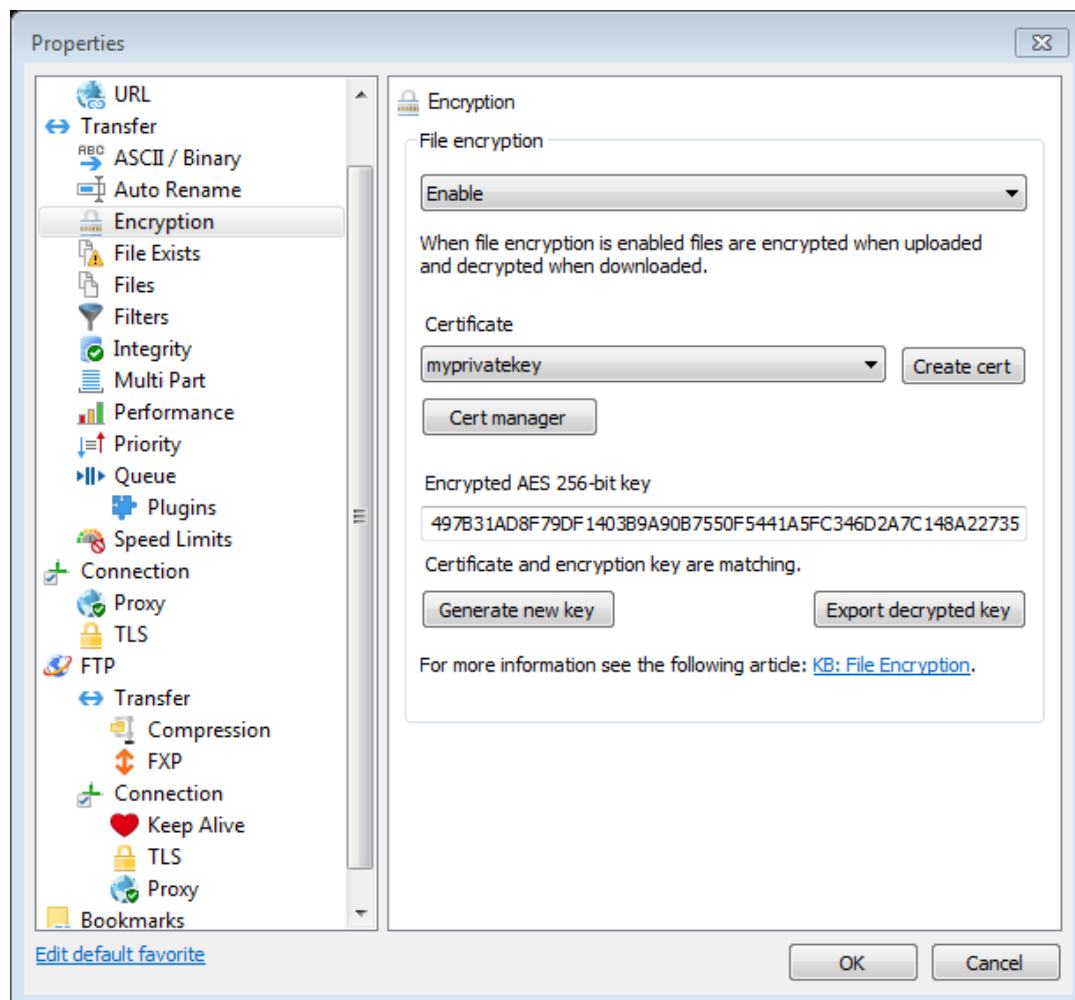 Properties
URL
Transfer
ABC
ASCII / Binary
Auto Rename
Encryption
File Exists
Files
Filters
Integrity
Multi Part
Performance
Priority
Queue
Plugins
Speed Limits
Connection
Proxy
TLS
FTP
Transfer
Compression
FXP
Connection
Keep Alive
TLS
Proxy
Bookmarks
Edit default favorite
Encryption
File encryption
Enable
When file encryption is enabled files are encrypted when uploaded
and decrypted when downloaded.
Certificate
myprivatekey
Create cert
Cert manager
Encrypted AES 256-bit key
497B31AD8F79DF1403B9A90B7550F5441A5FC346D2A7C148A22735
Certificate and encryption key are matching.
Generate new key
Export decrypted key
For more information see the following article: KB: File Encryption.
OK
Cancel